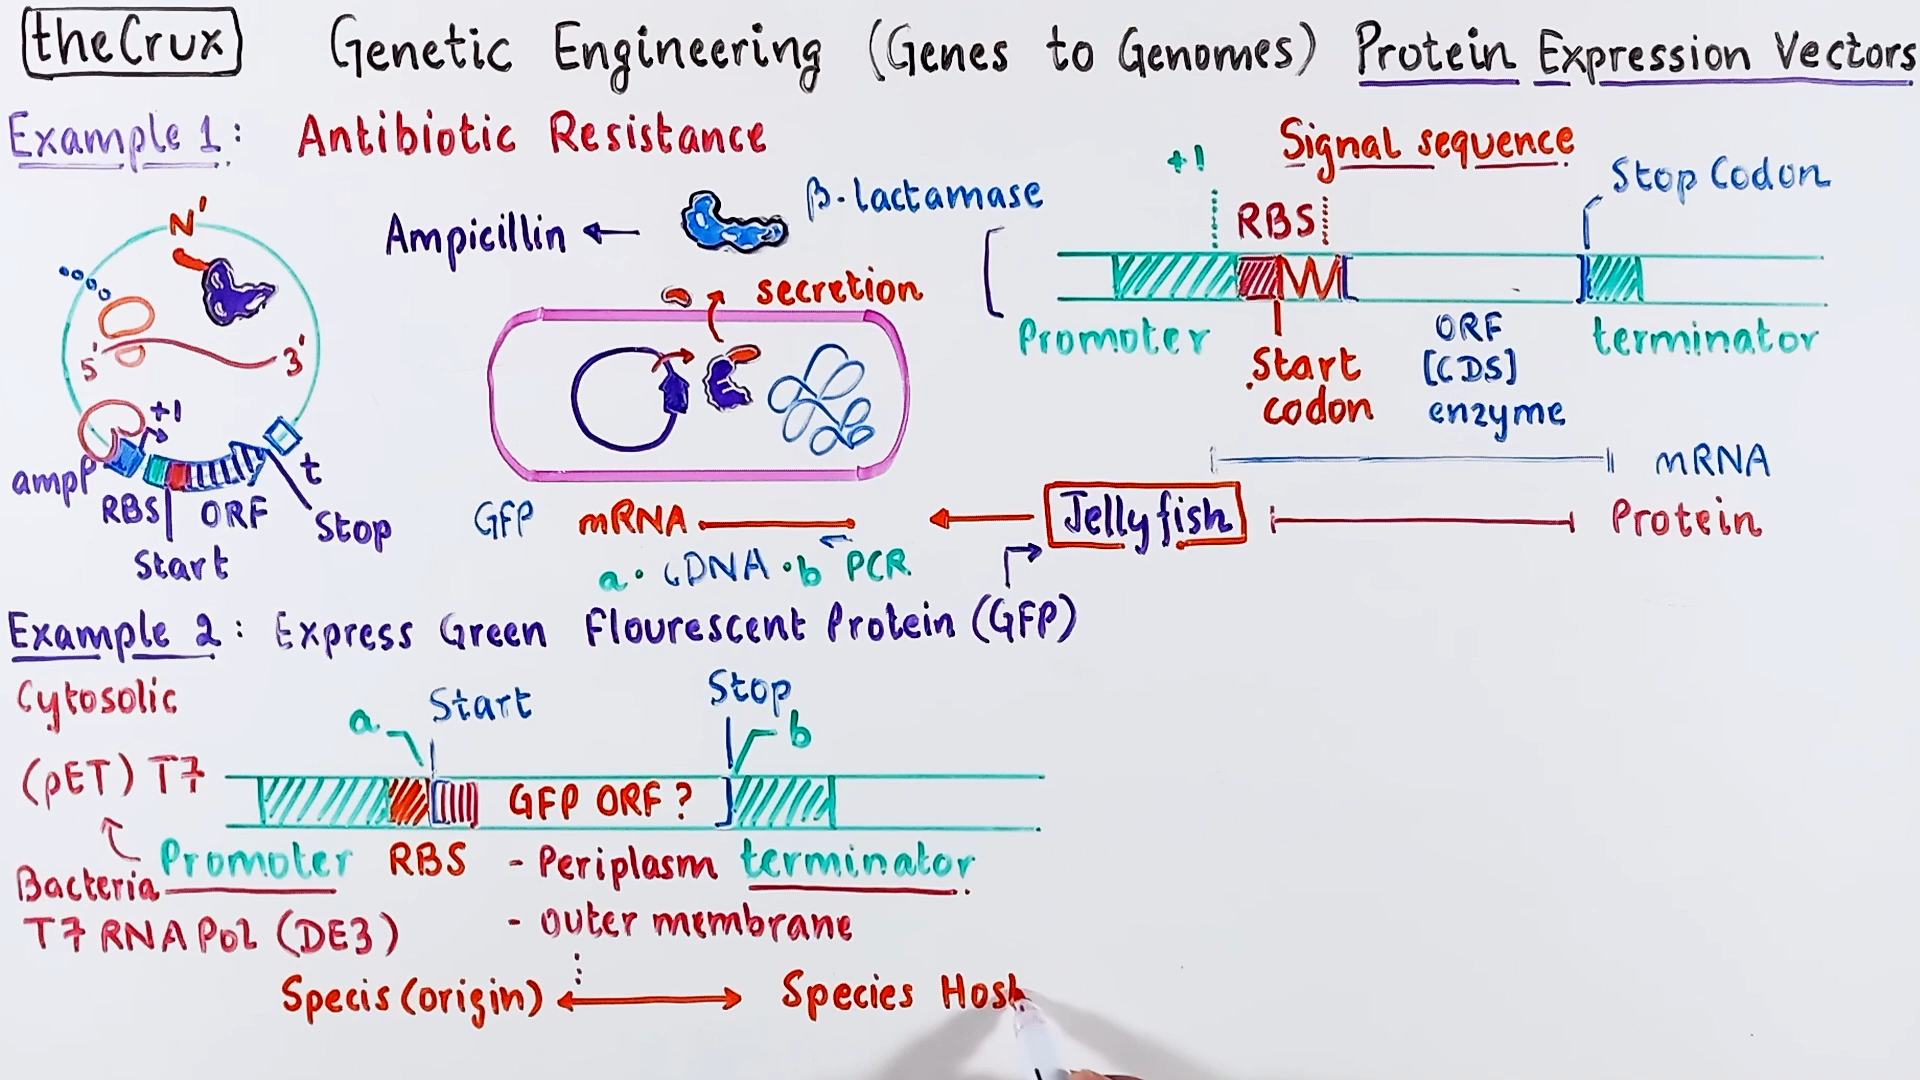 theCrux
Genetic Engineering (Genes to Genomes) Protein Expression Vectors
Example 1: Antibiotic Resistance
N'
5'
3'
+1
ampP
RBS
ORF
t
Start
Stop
Ampicillin ← β-lactamase
secretion
Signal sequence
+1
RBS
Stop Codon
Promoter
Start
codon
ORF
[CDS]
enzyme
terminator
mRNA
Protein
GFP mRNA
Jellyfish
a· cDNA ·b PCR
Example 2: Express Green Flourescent Protein (GFP)
Cytosolic
a
Start
Stop
b
(pET) T7
GFP ORF ?
Promoter RBS - Periplasm terminator
Bacteria
T7 RNA Pol (DE3)
- outer membrane
Specis (origin) ↔ Species Host